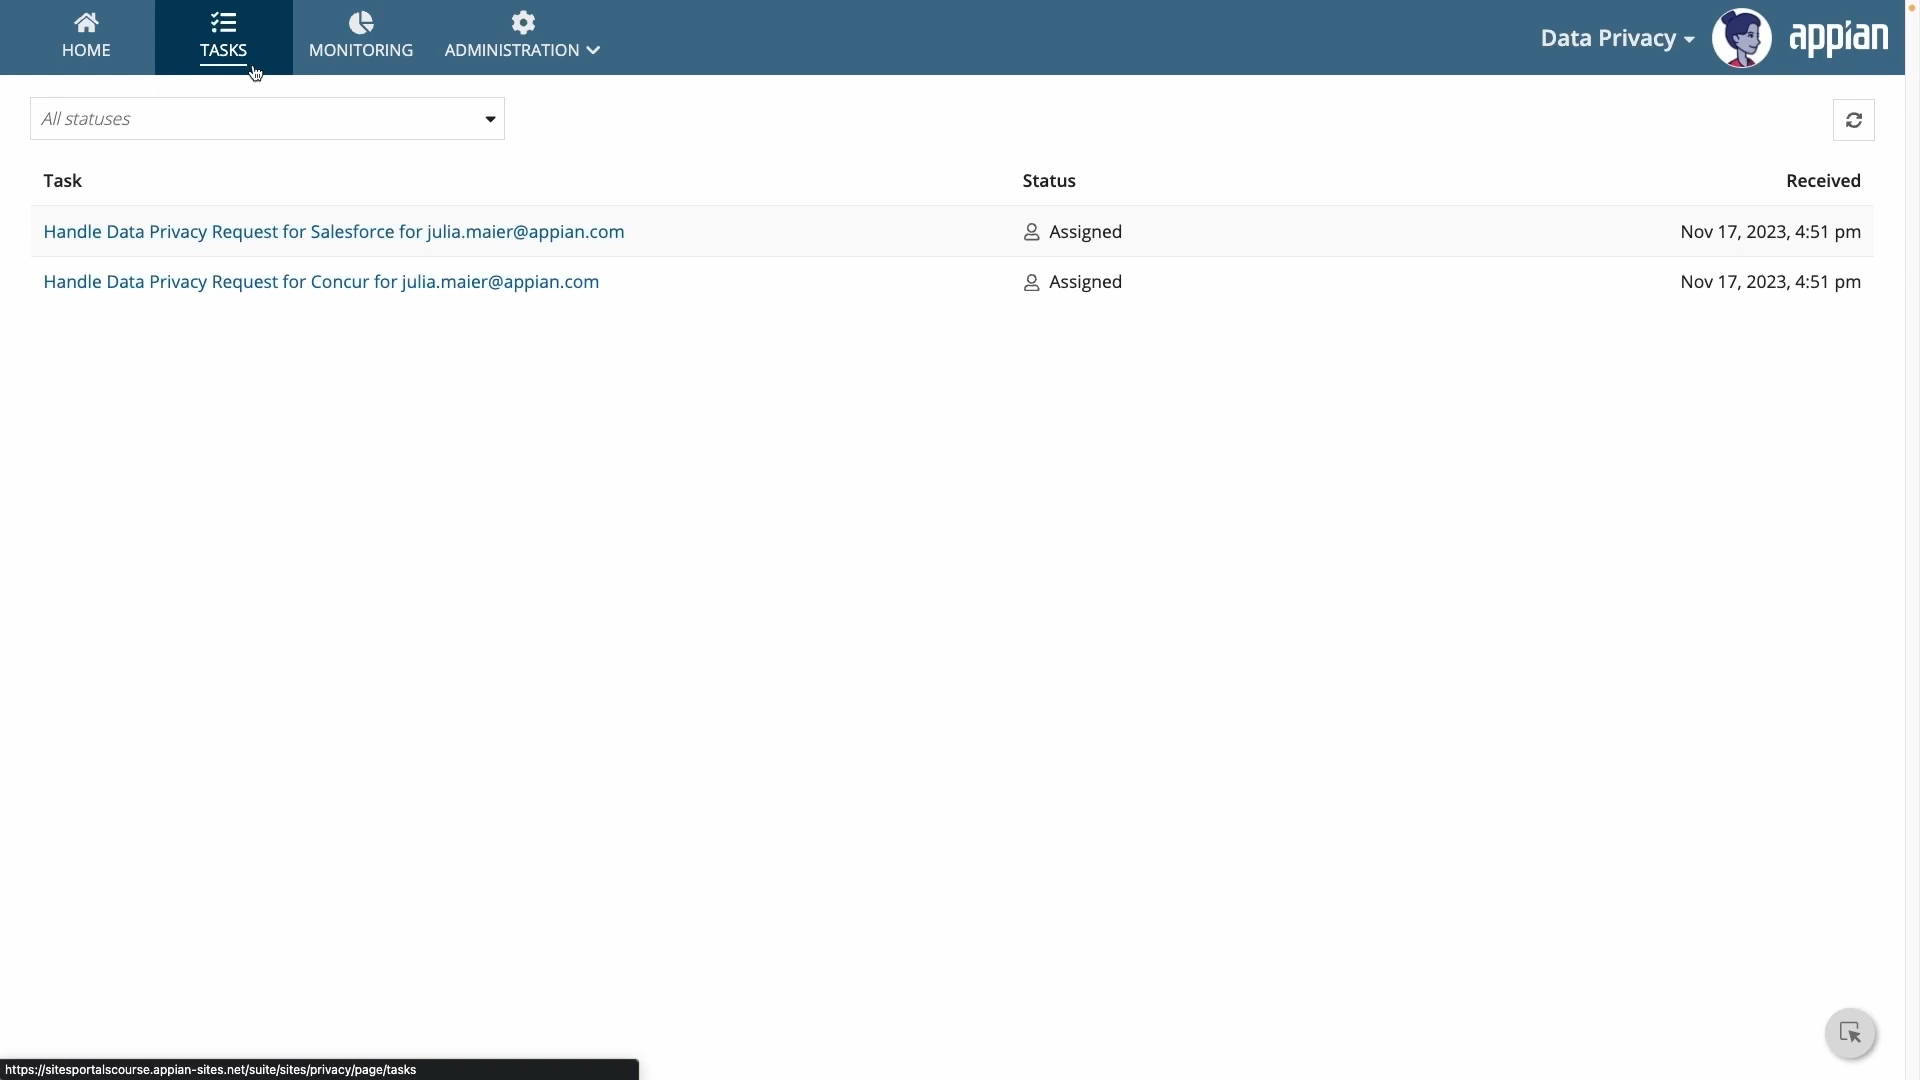 HOME
TASKS
MONITORING
ADMINISTRATION
Data Privacy
appian
All statuses
Task Status Received
Handle Data Privacy Request for Salesforce for julia.maier@appian.com Assigned Nov 17, 2023, 4:51 pm
Handle Data Privacy Request for Concur for julia.maier@appian.com Assigned Nov 17, 2023, 4:51 pm
https://sitesportalscourse.appian-sites.net/suite/sites/privacy/page/tasks